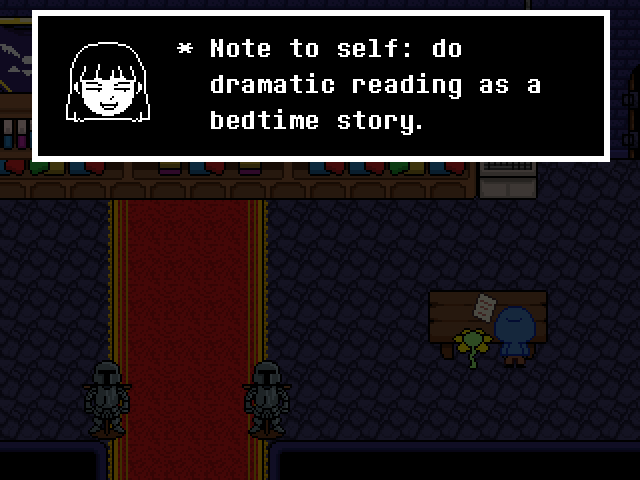 * Note to self: do
dramatic reading as a
bedtime story.